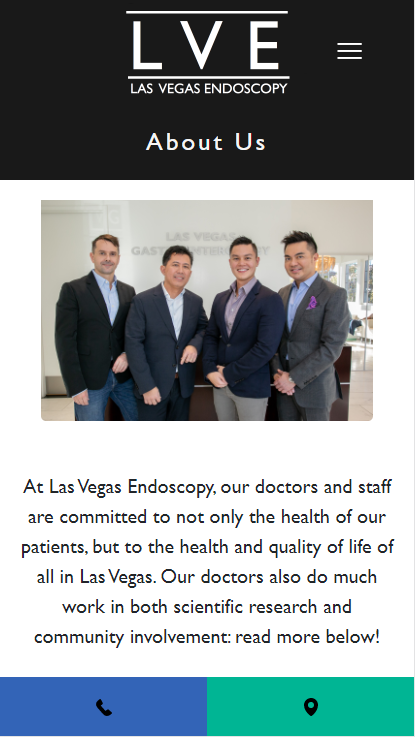 LVE
LAS VEGAS ENDOSCOPY
About Us
LAS VEGAS
GASTROENTEROLOGY
At Las Vegas Endoscopy, our doctors and staff
are committed to not only the health of our
patients, but to the health and quality of life of
all in Las Vegas. Our doctors also do much
work in both scientific research and
community involvement: read more below!